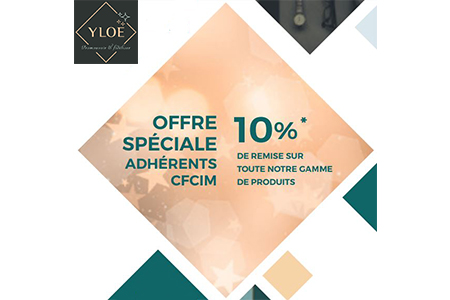 YLOE
OFFRE
SPÉCIALE
ADHÉRENTS
CFCIM
10%*
DE REMISE SUR
TOUTE NOTRE GAMME
DE PRODUITS